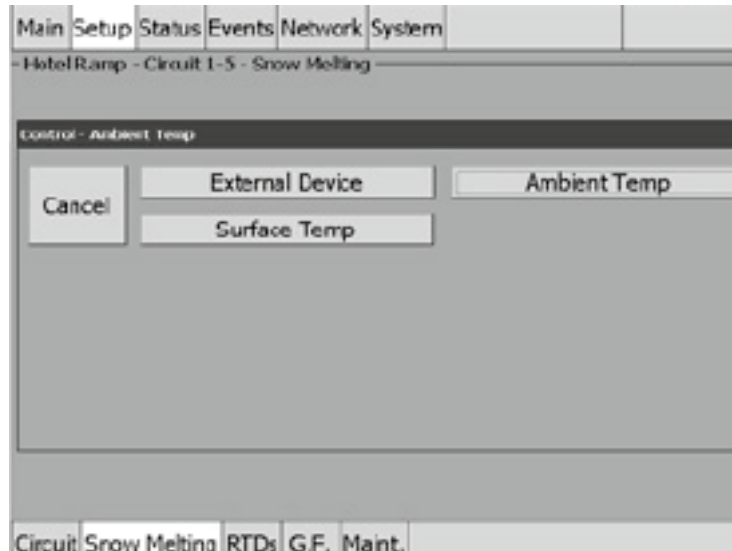 Main Setup Status Events Network System
Hotel Ramp - Circuit 1-5 - Snow Melting
Control - Ambient Temp
Cancel
External Device
Ambient Temp
Surface Temp
Circuit Snow Melting RTDs G.F. Maint.